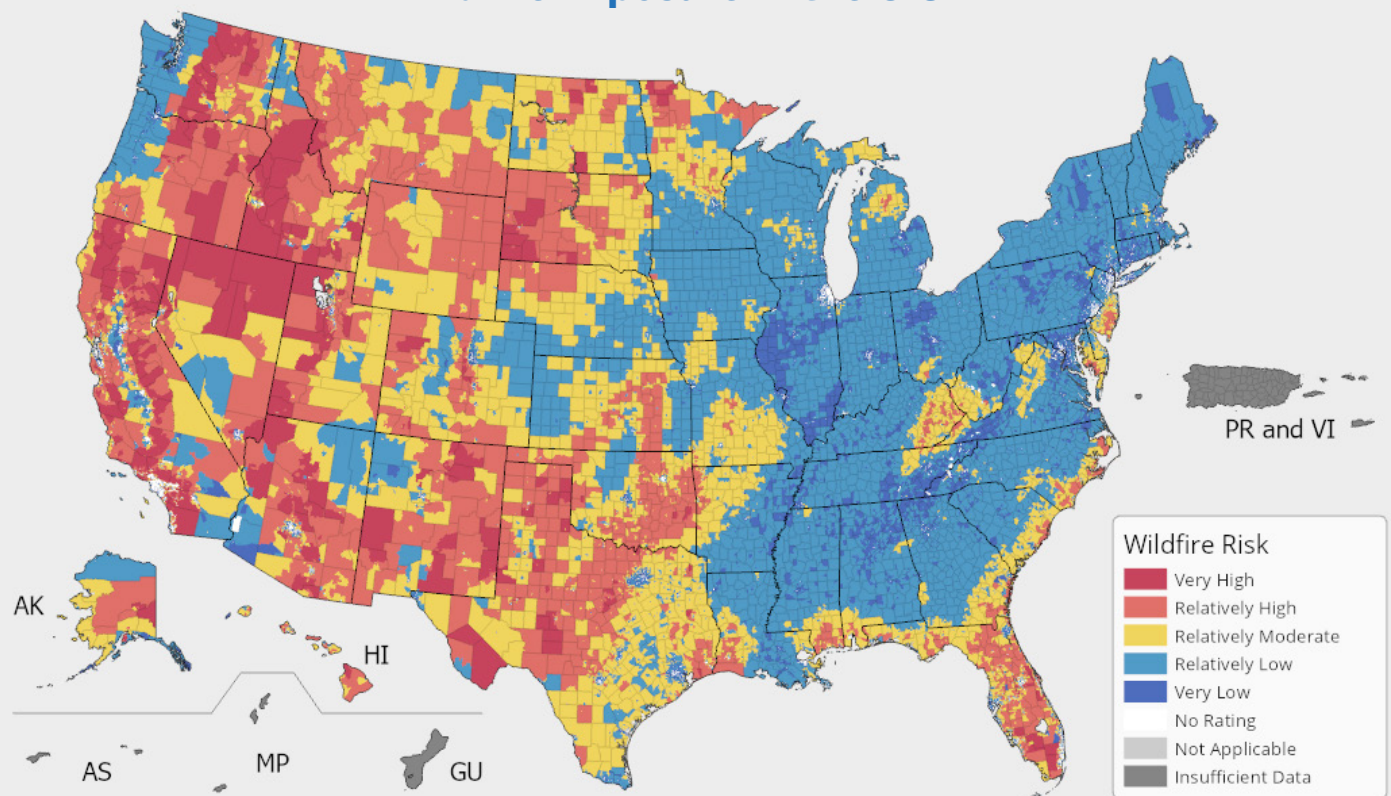 PR and VI
AK
HI
AS
MP
GU
Wildfire Risk
Very High
Relatively High
Relatively Moderate
Relatively Low
Very Low
No Rating
Not Applicable
Insufficient Data